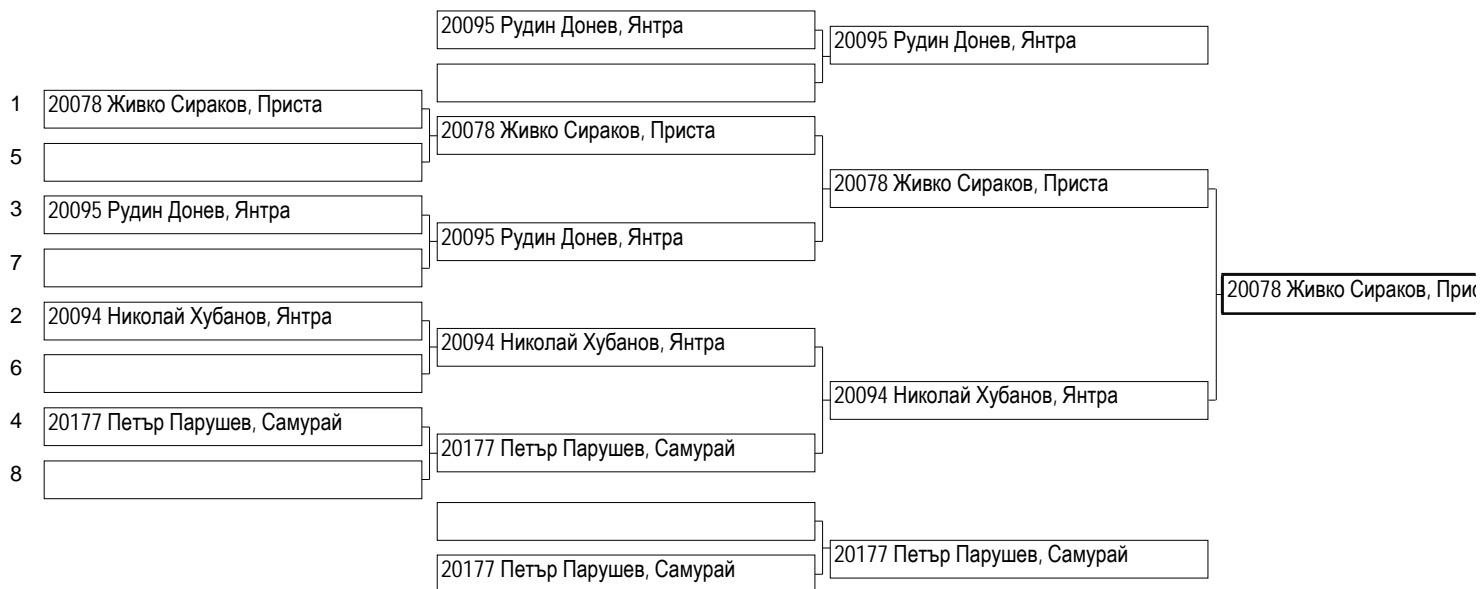 20095 Рудин Донев, Янтра
20095 Рудин Донев, Янтра
1 20078 Живко Сираков, Приста
20078 Живко Сираков, Приста
5
20078 Живко Сираков, Приста
3 20095 Рудин Донев, Янтра
20095 Рудин Донев, Янтра
7
20078 Живко Сираков, При
2 20094 Николай Хубанов, Янтра
20094 Николай Хубанов, Янтра
6
20094 Николай Хубанов, Янтра
4 20177 Петър Парушев, Самурай
20177 Петър Парушев, Самурай
8
20177 Петър Парушев, Самурай
20177 Петър Парушев, Самурай